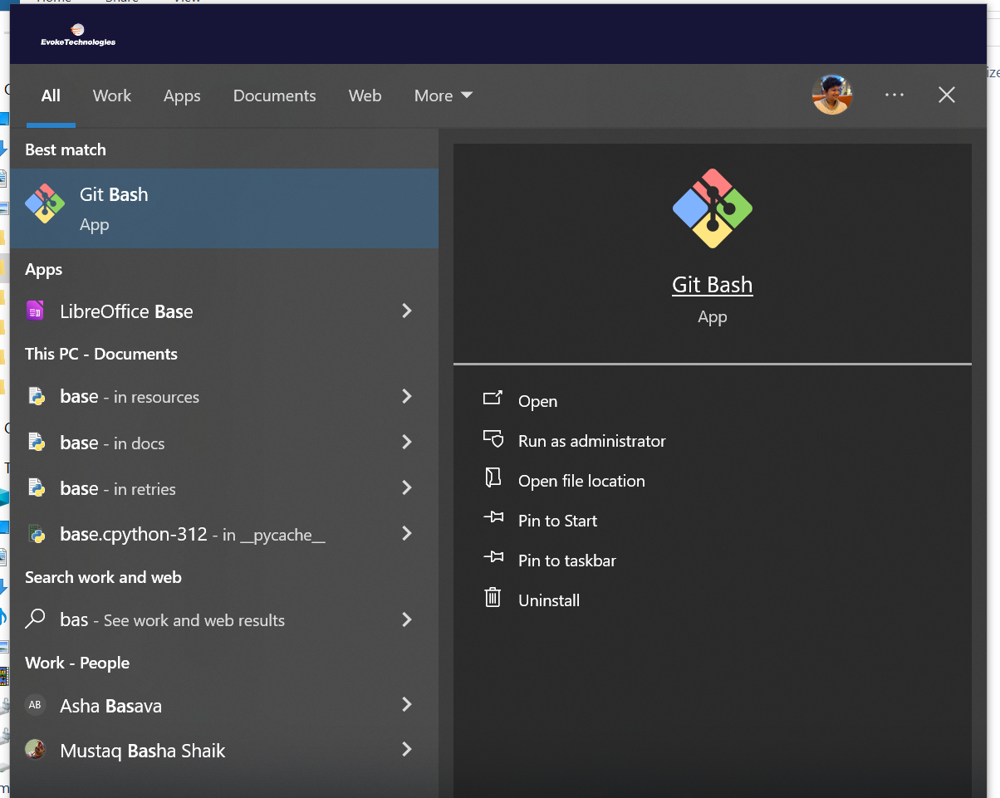 Home Share View
EvokeTechnologies
All Work Apps Documents Web More
Best match
Git Bash
App
Apps
LibreOffice Base
This PC - Documents
base - in resources
base - in docs
base - in retries
base.cpython-312 - in __pycache__
Search work and web
bas - See work and web results
Work - People
AB Asha Basava
Mustaq Basha Shaik
Git Bash
App
Open
Run as administrator
Open file location
Pin to Start
Pin to taskbar
Uninstall